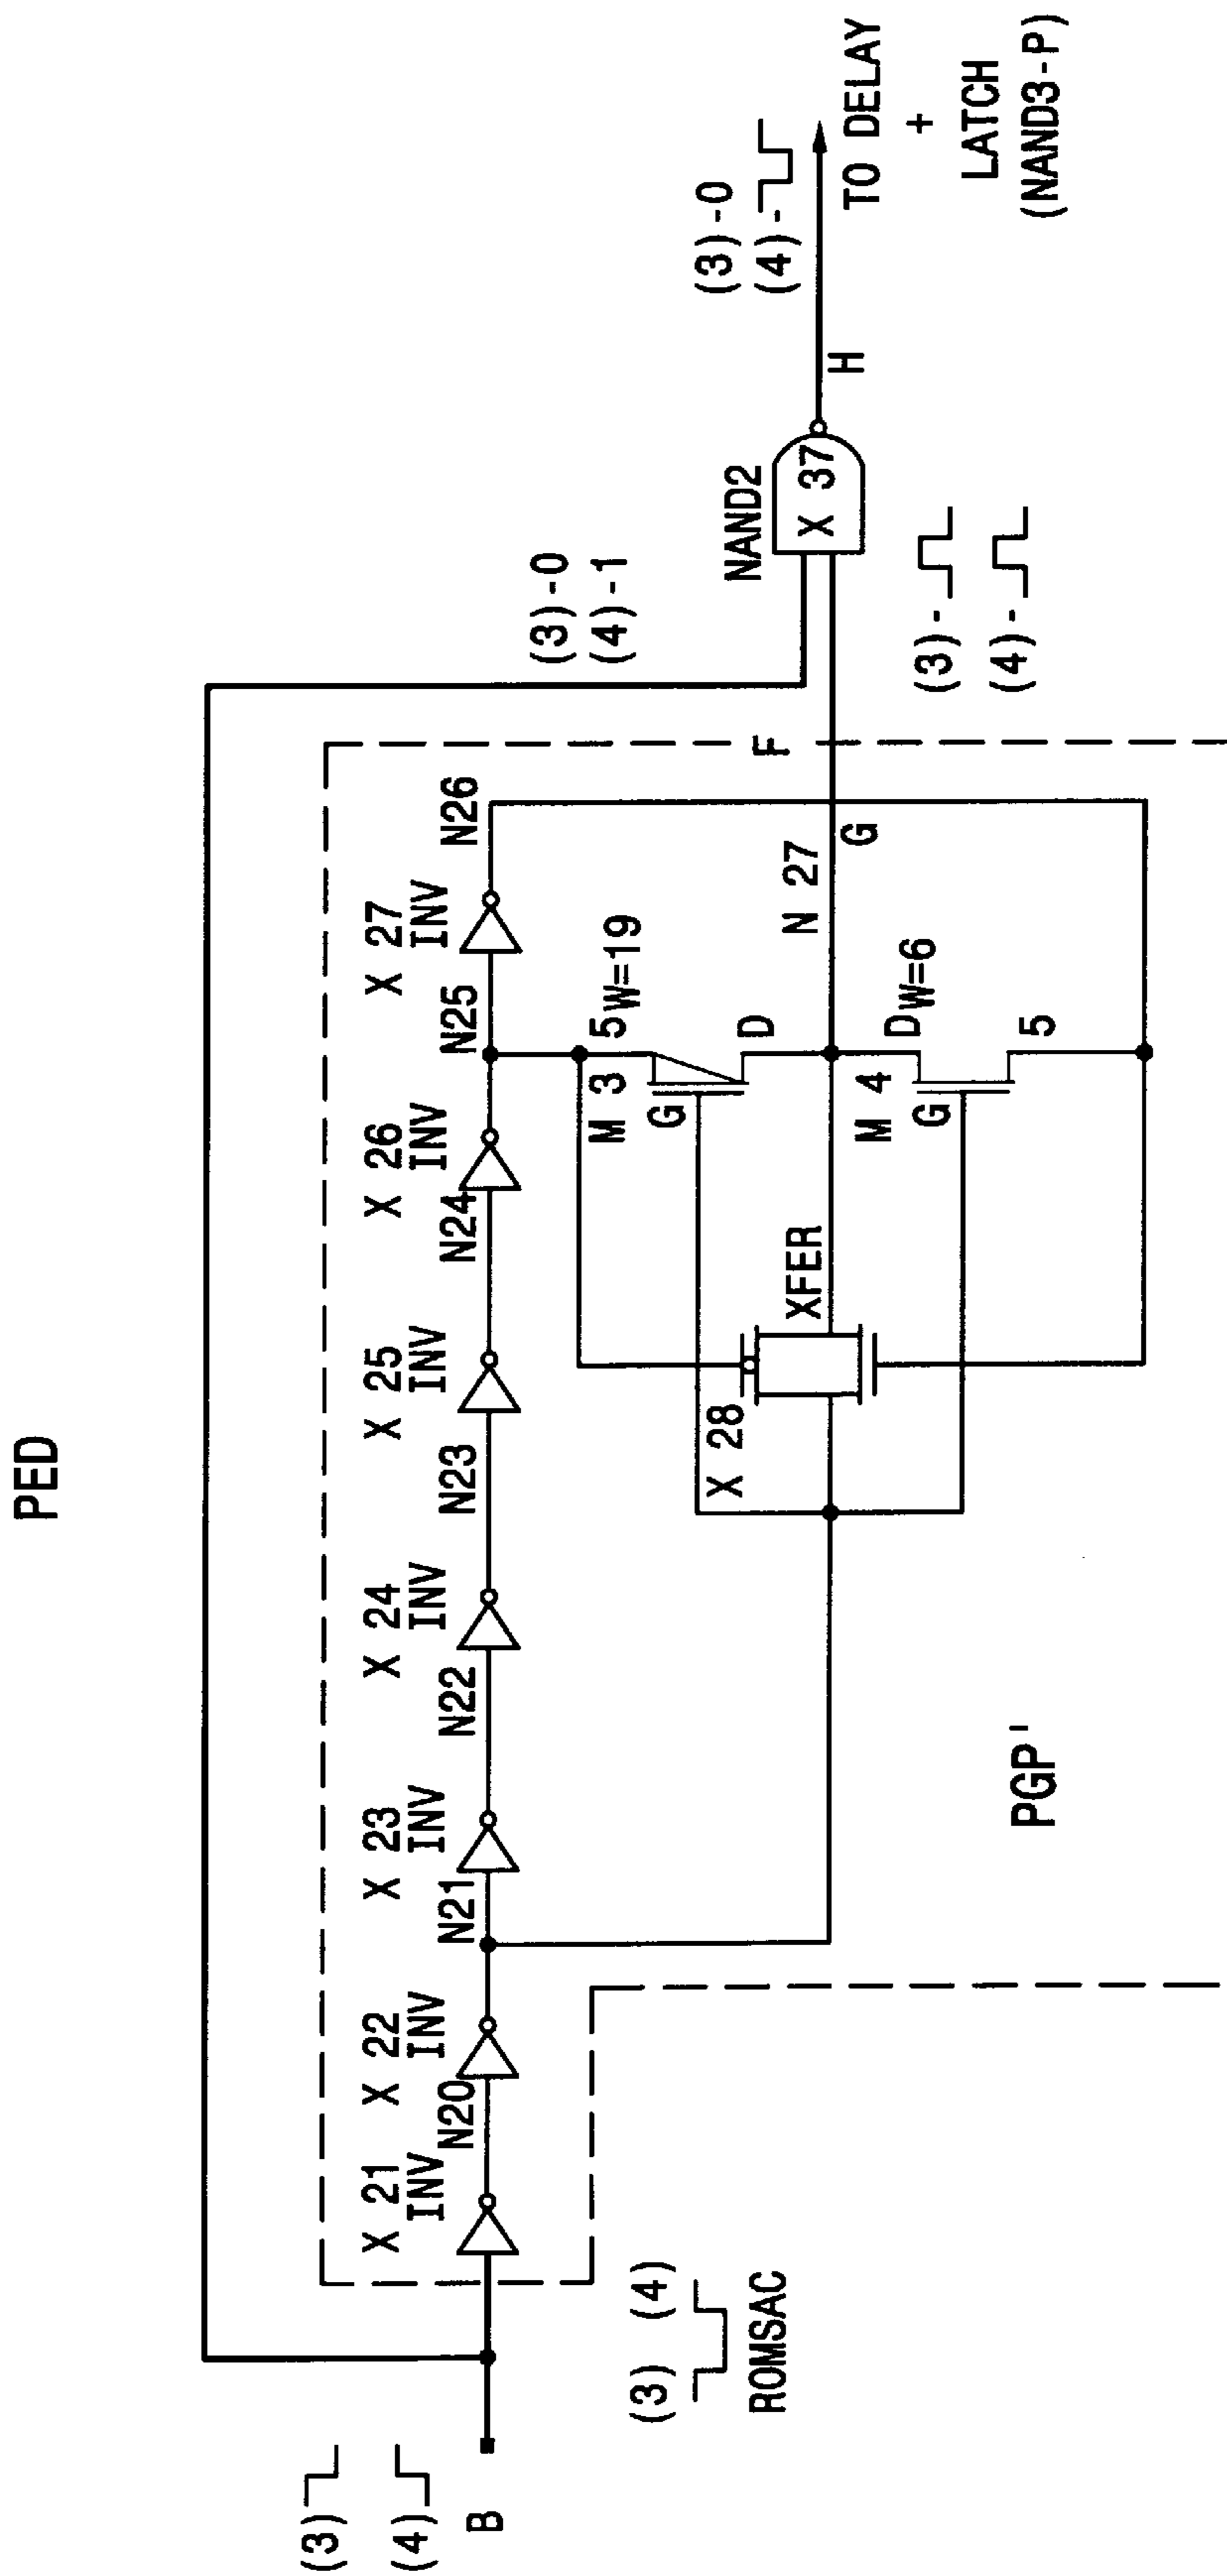 PED
X 21
INV
X 22
INV
X 23
INV
X 24
INV
X 25
INV
X 26
INV
X 27
INV
N20
N21
N22
N23
N24
N25
N26
(3)
(4)
B
(3) (4)
ROMSAC
M 3
5
W=19
G
D
X 28
XFER
N 27
G
F
M 4
D
W=6
G
5
PGP'
(3)-0
(4)-1
NAND2
X 37
(3)-
(4)-
H
(3)-0
(4)-
TO DELAY
+
LATCH
(NAND3-P)